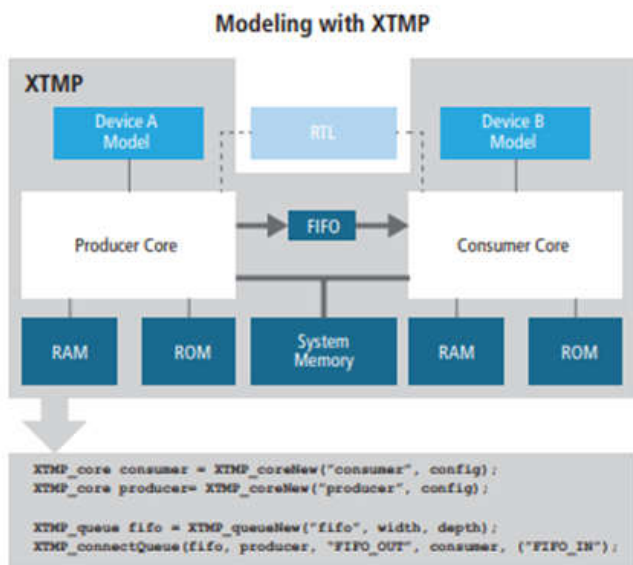 Modeling with XTMP
XTMP
Device A
Model
RTL
Device B
Model
Producer Core
FIFO
Consumer Core
RAM
ROM
System
Memory
RAM
ROM
XTMP_core consumer = XTMP_coreNew("consumer", config);
XTMP_core producer= XTMP_coreNew("producer", config);
XTMP_queue fifo = XTMP_queueNew("fifo", width, depth);
XTMP_connectQueue(fifo, producer, "FIFO_OUT", consumer, ("FIFO_IN");